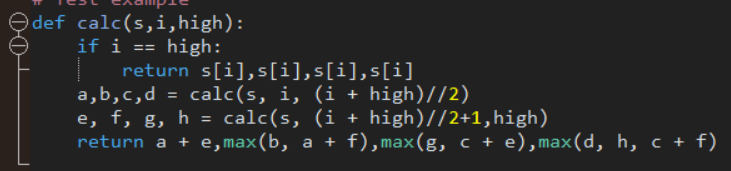 # Test example
def calc(s,i,high):
    if i == high:
        return s[i],s[i],s[i],s[i]
    a,b,c,d = calc(s, i, (i + high)//2)
    e, f, g, h = calc(s, (i + high)//2+1,high)
    return a + e,max(b, a + f),max(g, c + e),max(d, h, c + f)